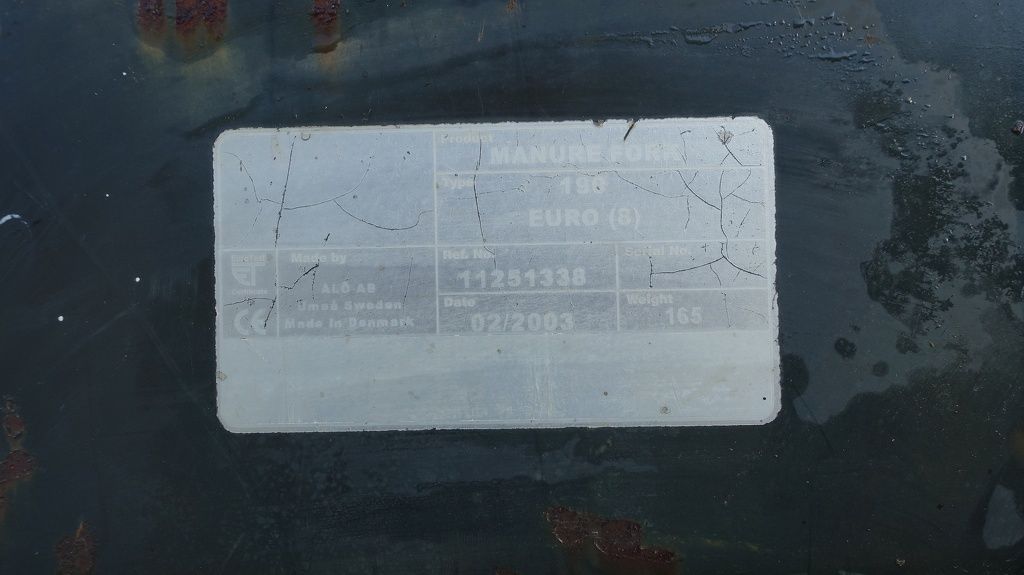 Product
MANURE FORK
Type
190
EURO (8)
Made by
ALÖ AB
Umeå Sweden
Made in Denmark
CE
Ref. No.
11251338
Serial No.
Date
02/2003
Weight
165